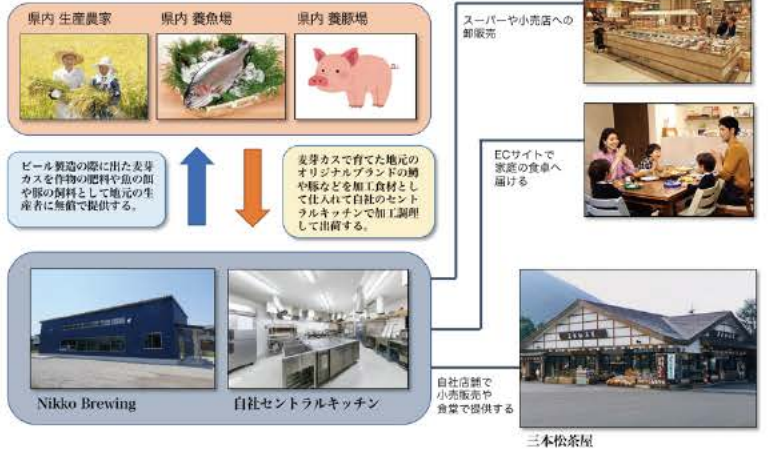 県内 生産農家
県内 養魚場
県内 養豚場
スーパーや小売店への
卸販売
ビール製造の際に出た麦芽
カスを作物の肥料や魚の餌
や豚の飼料として地元の生
産者に無償で提供する。
麦芽カスで育てた地元の
オリジナルブランドの鱒
や豚などを加工食材とし
て仕入れて自社のセント
ラルキッチンで加工調理
して出荷する。
ECサイトで
家庭の食卓へ
届ける
Nikko Brewing
自社セントラルキッチン
自社店舗で
小売販売や
食堂で提供する
三本松茶屋